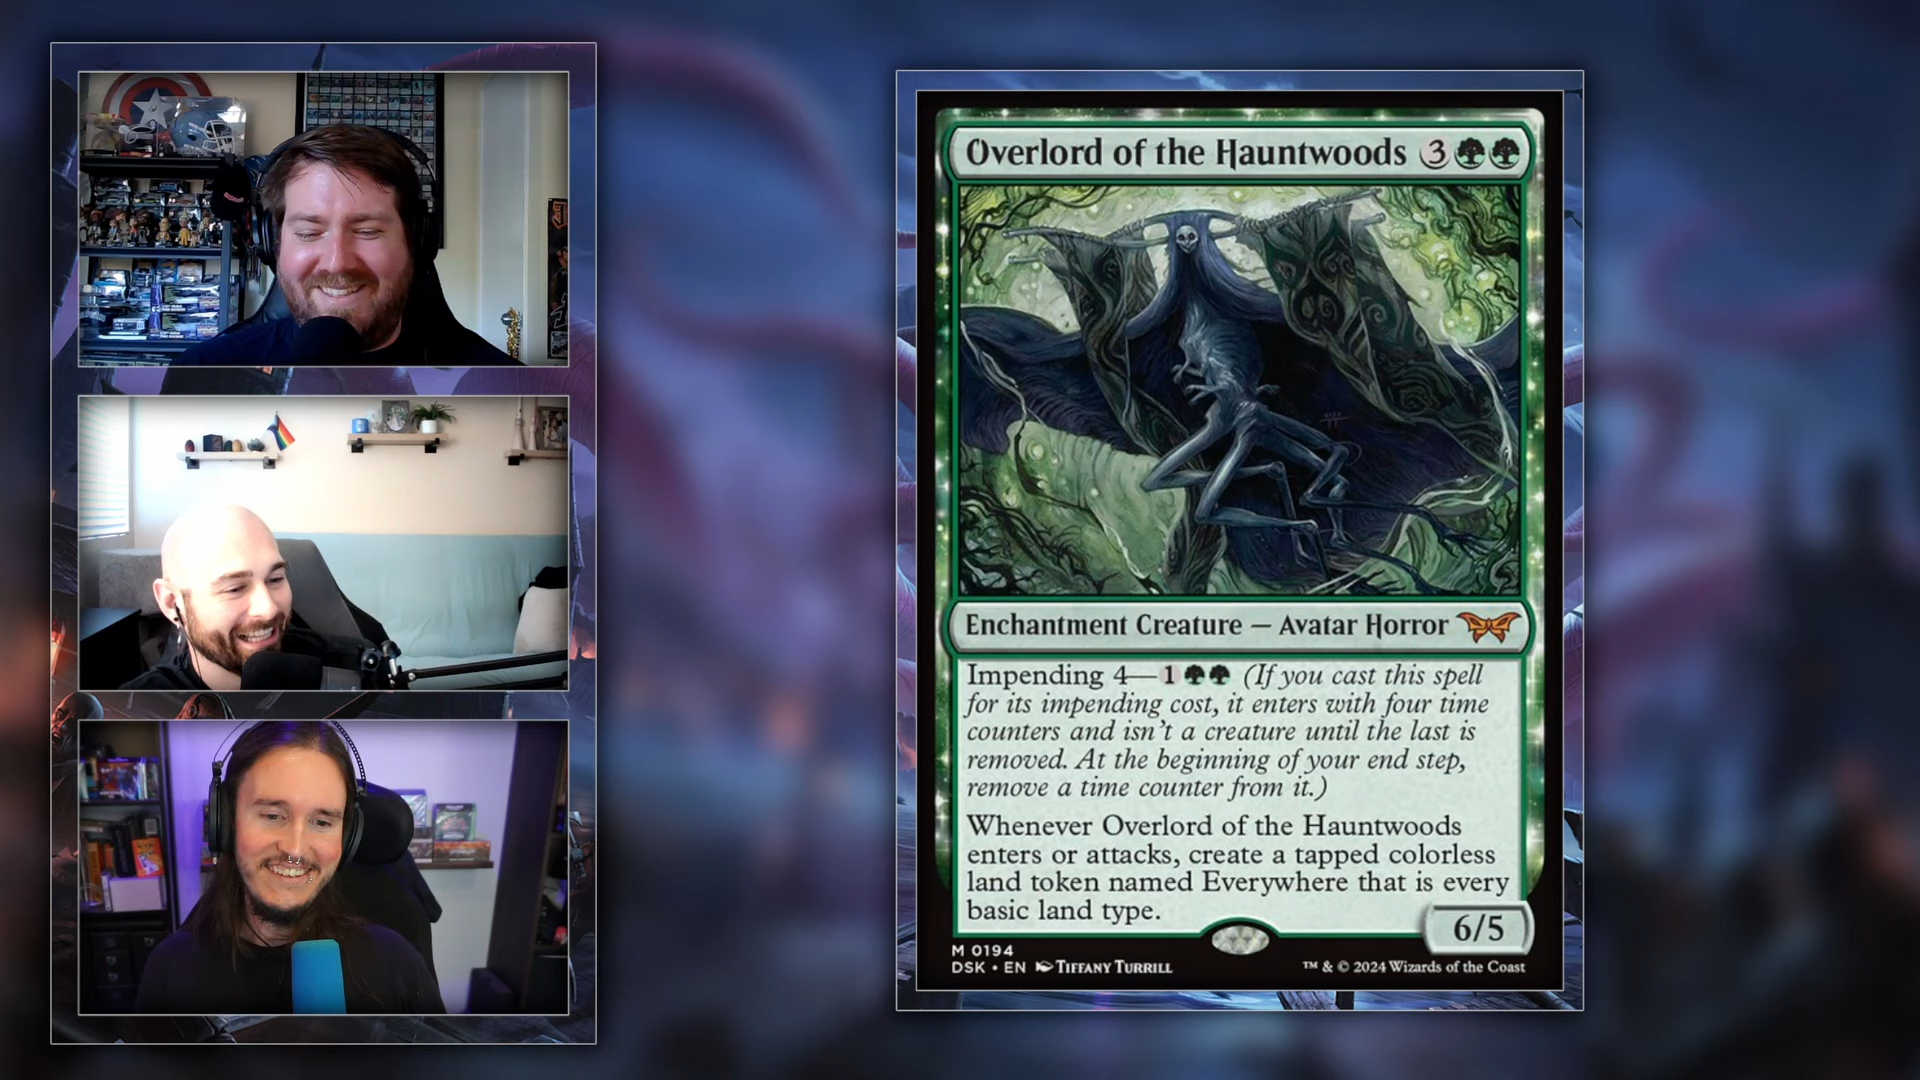 Overlord of the Hauntwoods 3
Enchantment Creature — Avatar Horror
Impending 4—1 (If you cast this spell
for its impending cost, it enters with four time
counters and isn't a creature until the last is
removed. At the beginning of your end step,
remove a time counter from it.)
Whenever Overlord of the Hauntwoods
enters or attacks, create a tapped colorless
land token named Everywhere that is every
basic land type.
6/5
M 0194
DSK • EN TIFFANY TURRILL
™ & © 2024 Wizards of the Coast